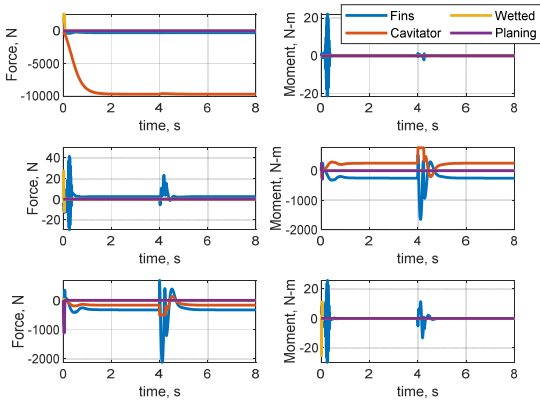 Fins
Wetted
Cavitator
Planing
0
-5000
-10000
Force, N
0 2 4 6 8
time, s
20
0
-20
Moment, N-m
0 2 4 6 8
time, s
40
20
0
-20
Force, N
0 2 4 6 8
time, s
0
-1000
-2000
Moment, N-m
0 2 4 6 8
time, s
0
-1000
-2000
Force, N
0 2 4 6 8
time, s
20
0
-20
Moment, N-m
0 2 4 6 8
time, s